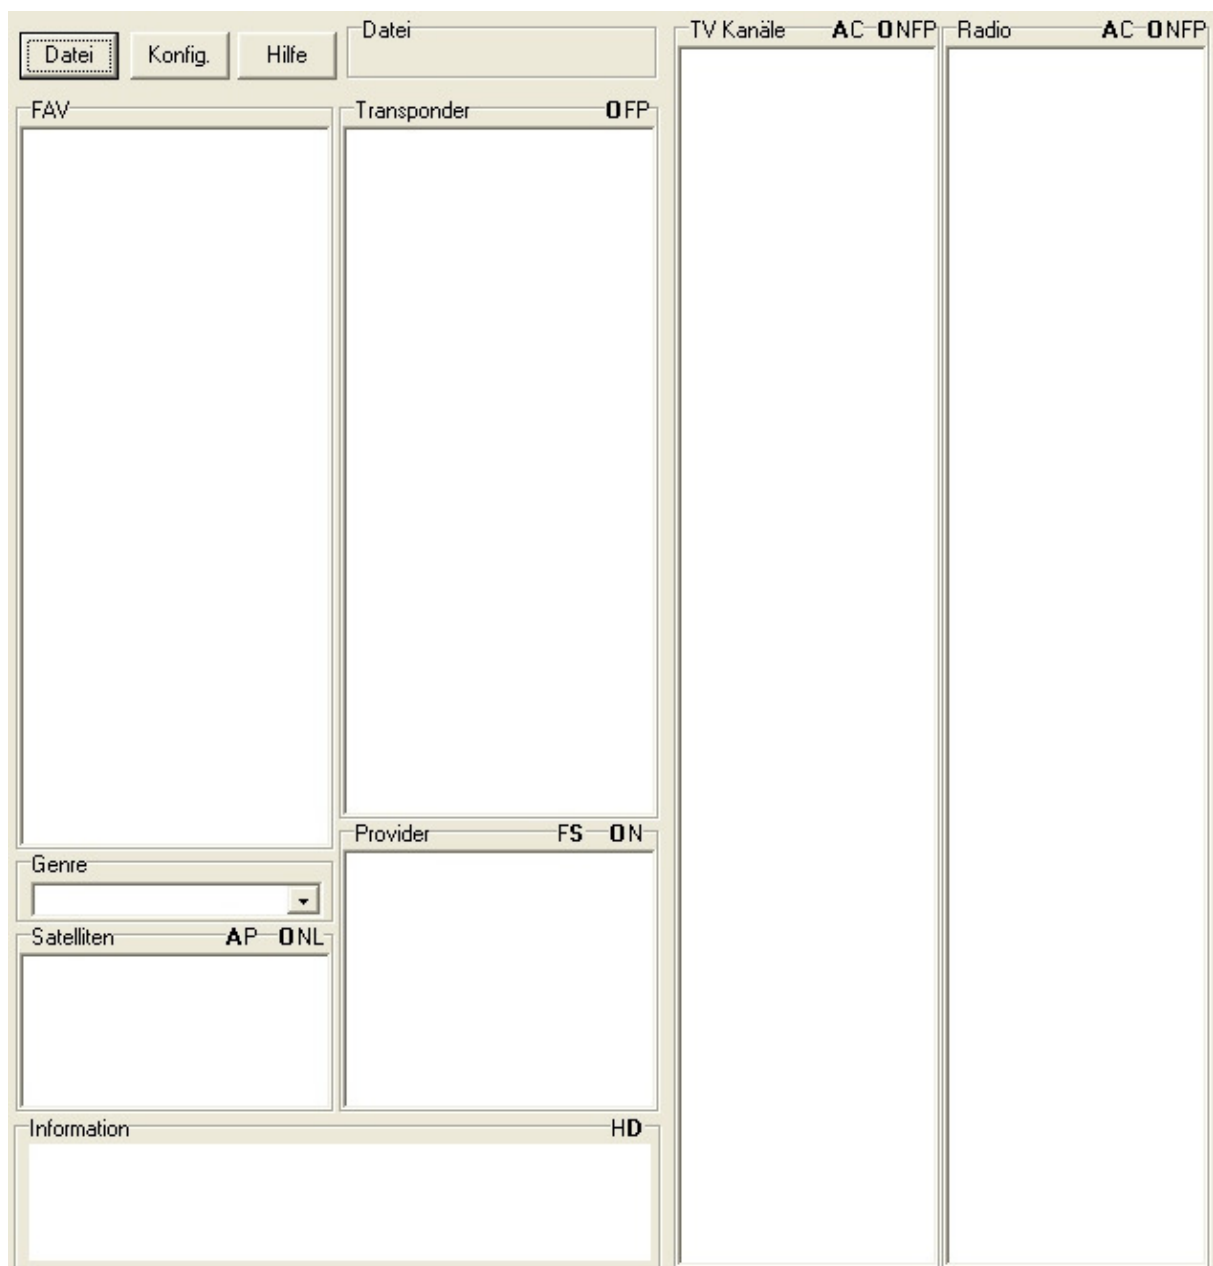 Datei Konfig. Hilfe
Datei
FAV
Transponder OFP
Provider FS ON
Genre
Satelliten AP ONL
Information HD
TV Kanäle AC ONFP
Radio AC ONFP